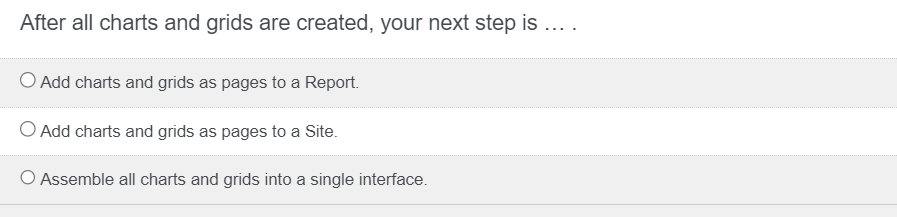 After all charts and grids are created, your next step is ... .
Add charts and grids as pages to a Report.
Add charts and grids as pages to a Site.
Assemble all charts and grids into a single interface.